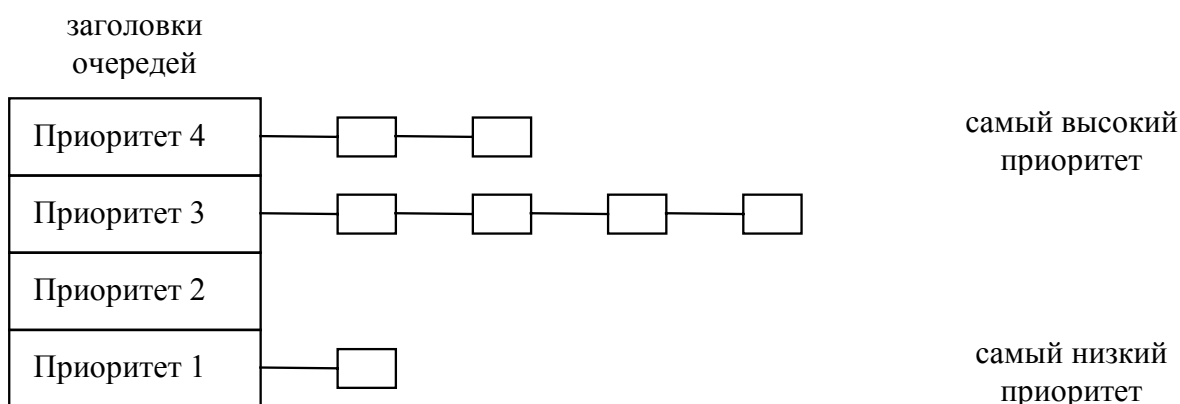 заголовки
очередей
Приоритет 4
самый высокий
приоритет
Приоритет 3
Приоритет 2
Приоритет 1
самый низкий
приоритет